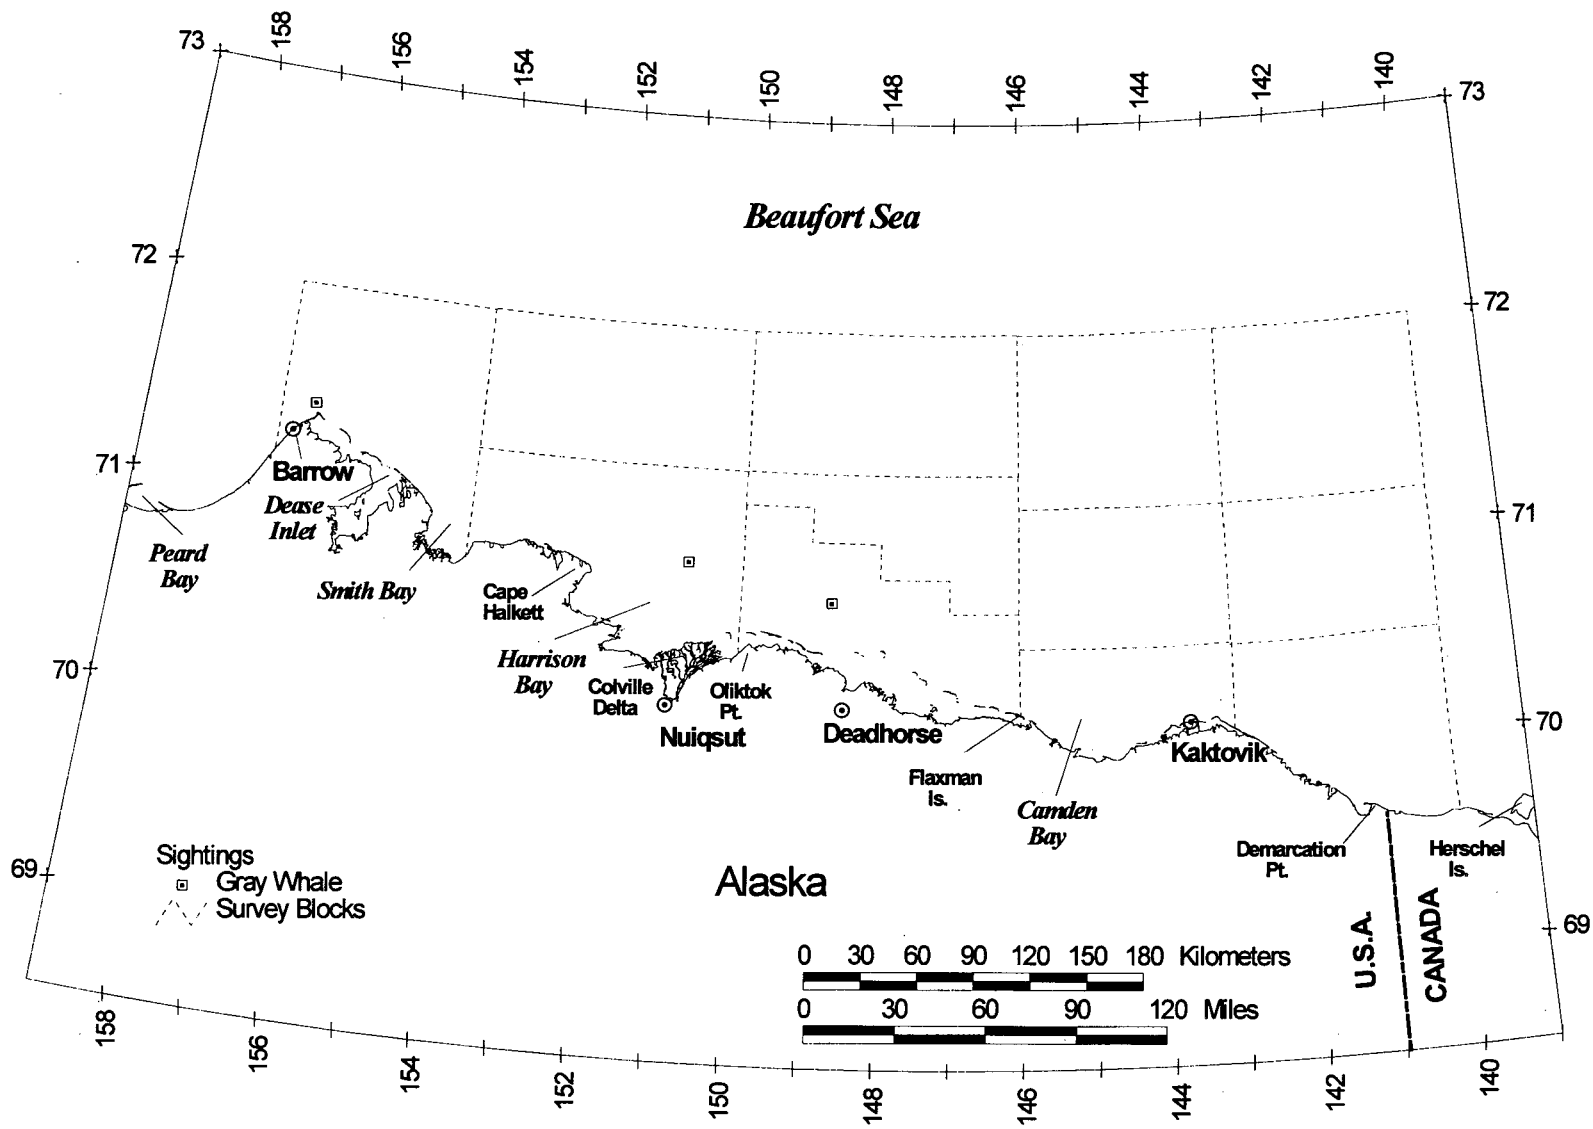 158
156
154
152
150
148
146
144
142
140
73
73
Beaufort Sea
72
72
71
71
Barrow
Dease
Inlet
Peard
Bay
Smith Bay
Cape
Halkett
Harrison
Bay
70
70
Colville
Delta
Oliktok
Pt.
Nuiqsut
Deadhorse
Kaktovik
Flaxman
Is.
Camden
Bay
Demarcation
Pt.
Herschel
Is.
69
69
Sightings
Gray Whale
Survey Blocks
Alaska
U.S.A.
CANADA
0 30 60 90 120 150 180 Kilometers
0 30 60 90 120 Miles
158
156
154
152
150
148
146
144
142
140